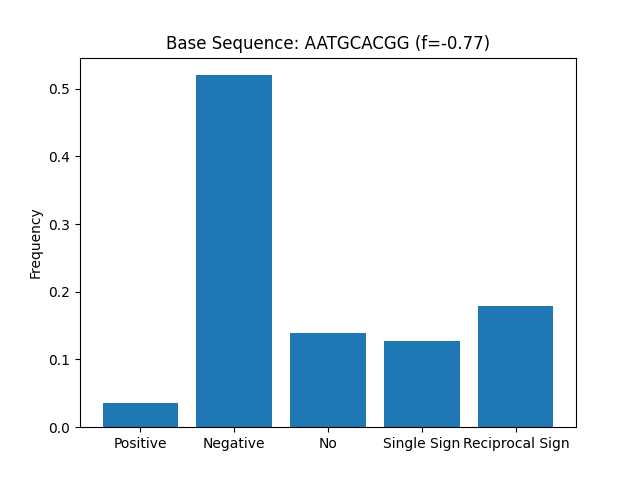 Base Sequence: AATGCACGG (f=-0.77)
Frequency
0.5
0.4
0.3
0.2
0.1
0.0
Positive Negative No Single Sign Reciprocal Sign